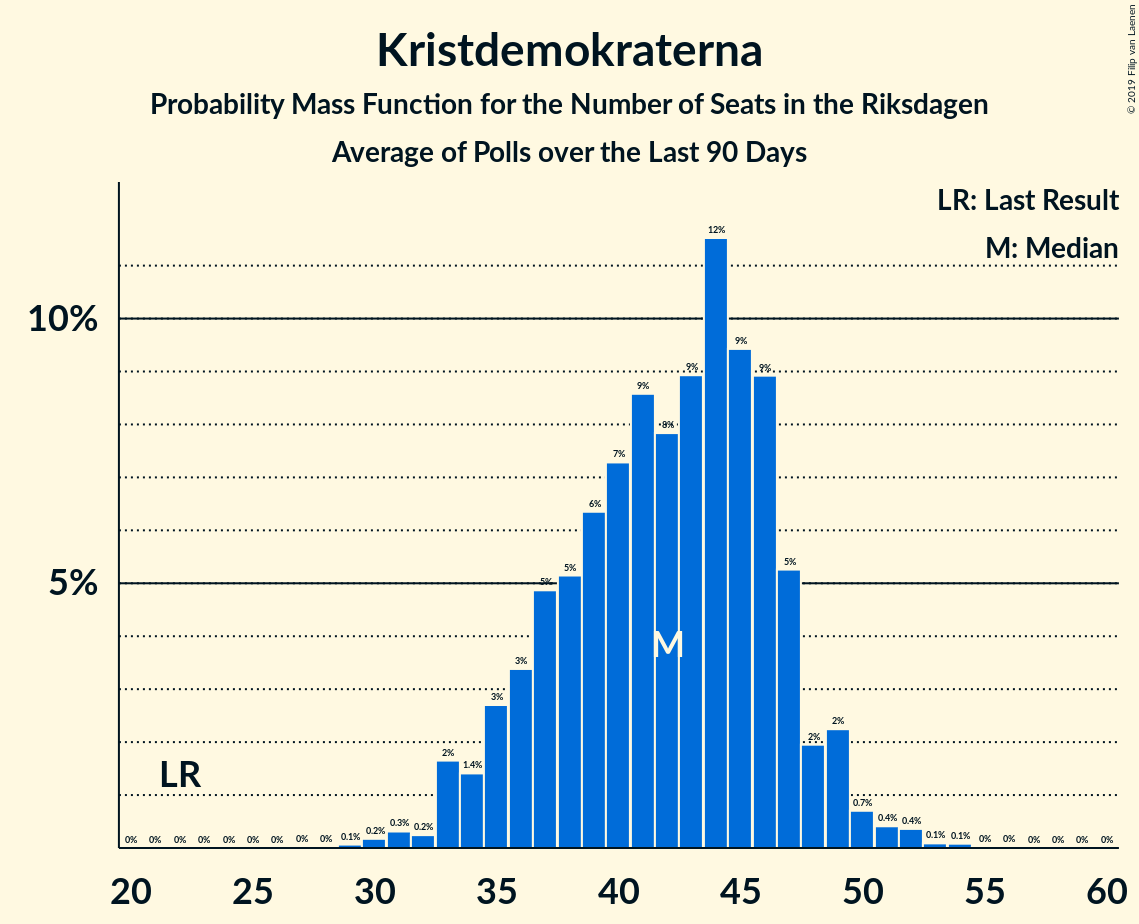 Kristdemokraterna
Probability Mass Function for the Number of Seats in the Riksdagen
Average of Polls over the Last 90 Days
© 2019 Filip van Laenen
LR: Last Result
M: Median
10%
5%
LR
M
0% 0% 0% 0% 0% 0% 0% 0% 0% 0.1% 0.2% 0.3% 0.2% 2% 1.4% 3% 3% 5% 5% 6% 7% 9% 8% 9% 12% 9% 9% 5% 2% 2% 0.7% 0.4% 0.4% 0.1% 0.1% 0% 0% 0% 0% 0% 0%
20 25 30 35 40 45 50 55 60